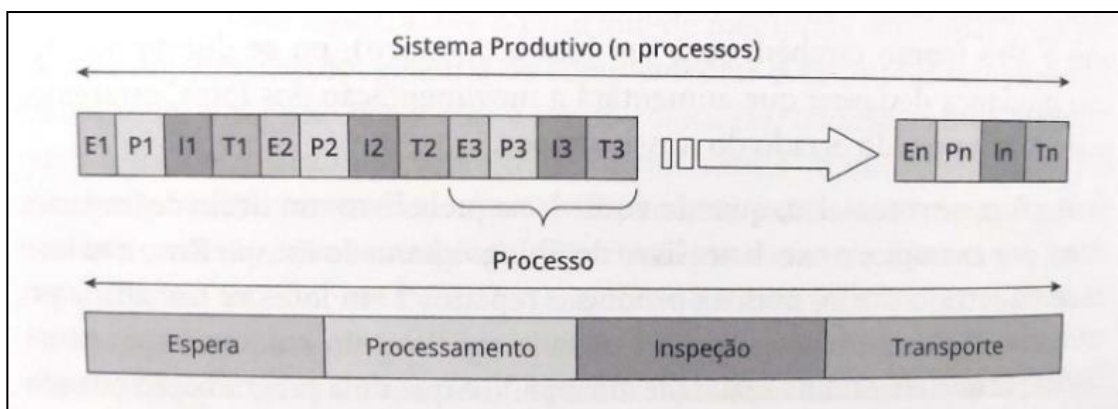 Sistema Produtivo (n processos)
E1 P1 I1 T1 E2 P2 I2 T2 E3 P3 I3 T3 En Pn In Tn
Processo
Espera Processamento Inspeção Transporte